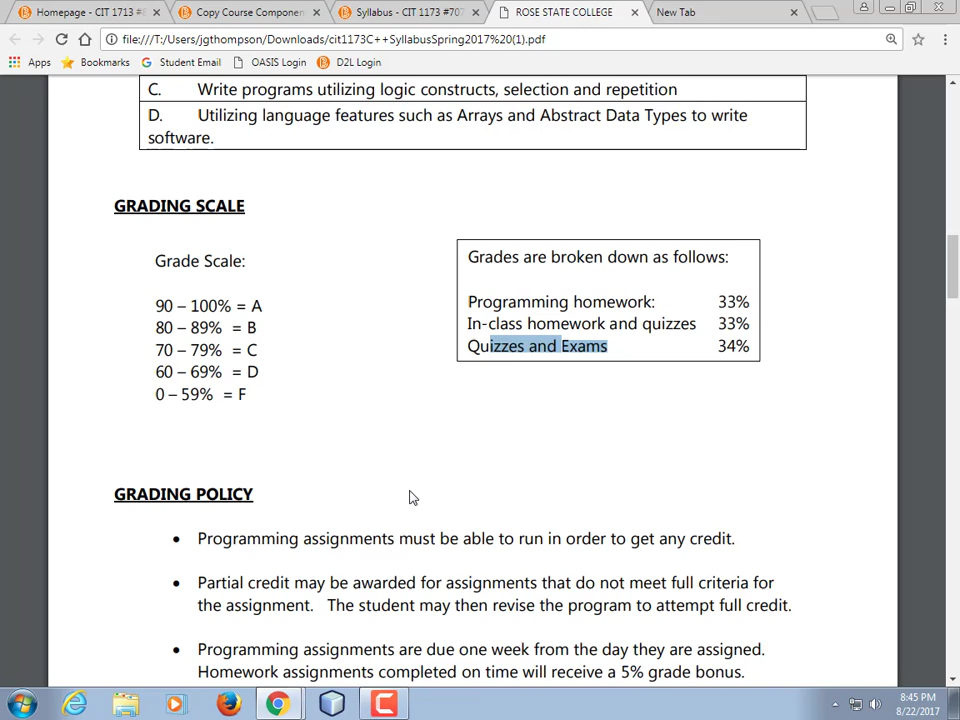 Homepage - CIT 1713 #8
Copy Course Componen
Syllabus - CIT 1173 #707
ROSE STATE COLLEGE
New Tab
file:///T:/Users/jgthompson/Downloads/cit1173C++SyllabusSpring2017%20(1).pdf
Apps
Bookmarks
Student Email
OASIS Login
D2L Login
C. Write programs utilizing logic constructs, selection and repetition
D. Utilizing language features such as Arrays and Abstract Data Types to write
software.
GRADING SCALE
Grade Scale:
90 – 100% = A
80 – 89% = B
70 – 79% = C
60 – 69% = D
0 – 59% = F
Grades are broken down as follows:
Programming homework: 33%
In-class homework and quizzes 33%
Quizzes and Exams 34%
GRADING POLICY
• Programming assignments must be able to run in order to get any credit.
• Partial credit may be awarded for assignments that do not meet full criteria for
the assignment. The student may then revise the program to attempt full credit.
• Programming assignments are due one week from the day they are assigned.
Homework assignments completed on time will receive a 5% grade bonus.
8:45 PM
8/22/2017